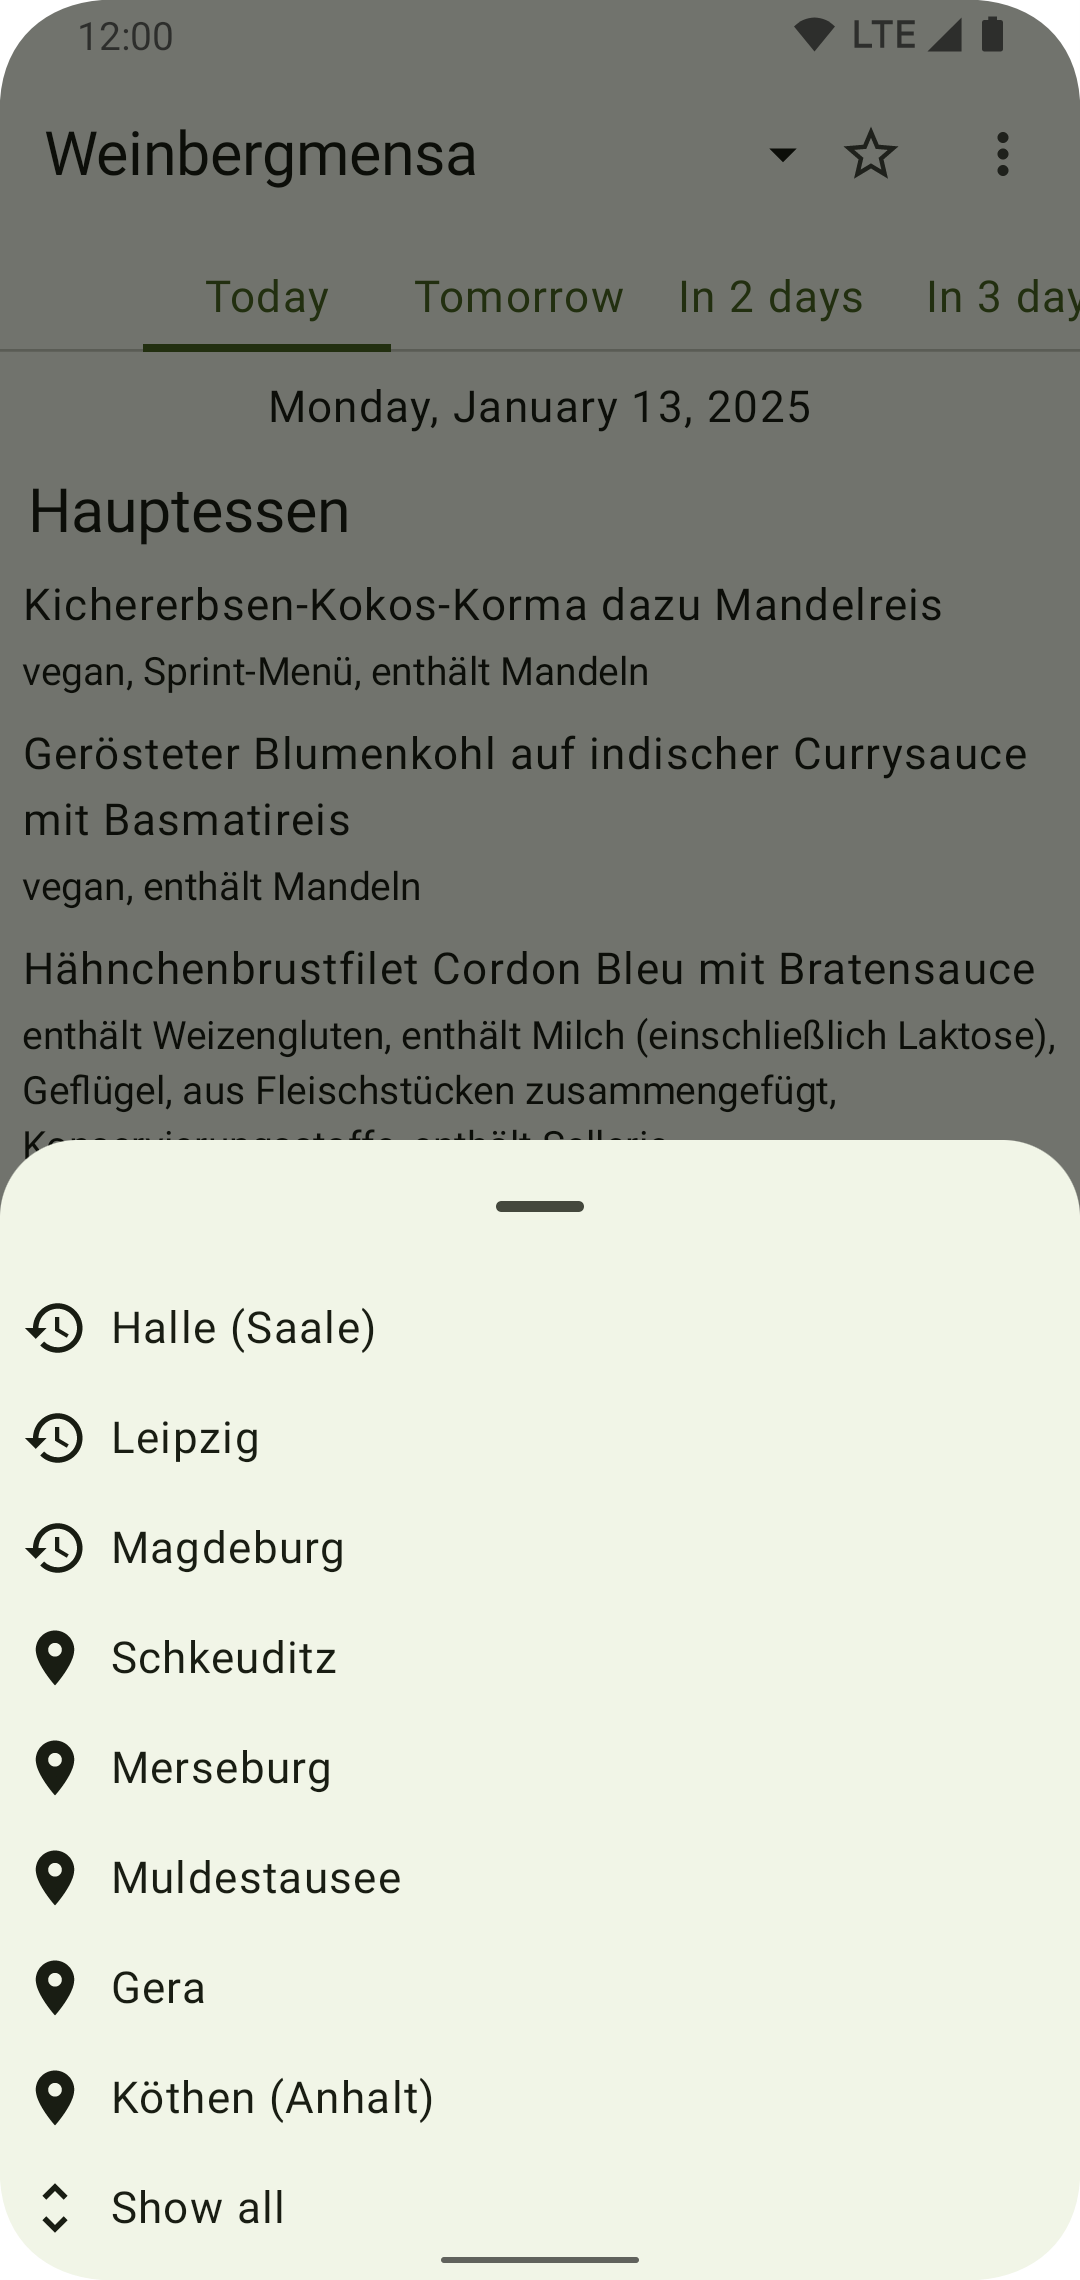 12:00 LTE
Weinbergmensa
Today Tomorrow In 2 days In 3 day
Monday, January 13, 2025
Hauptessen
Kichererbsen-Kokos-Korma dazu Mandelreis
vegan, Sprint-Menü, enthält Mandeln
Gerösteter Blumenkohl auf indischer Currysauce
mit Basmatireis
vegan, enthält Mandeln
Hähnchenbrustfilet Cordon Bleu mit Bratensauce
enthält Weizengluten, enthält Milch (einschließlich Laktose),
Geflügel, aus Fleischstücken zusammengefügt,
Konservierungsstoffe, enthält Sellerie
Halle (Saale)
Leipzig
Magdeburg
Schkeuditz
Merseburg
Muldestausee
Gera
Köthen (Anhalt)
Show all